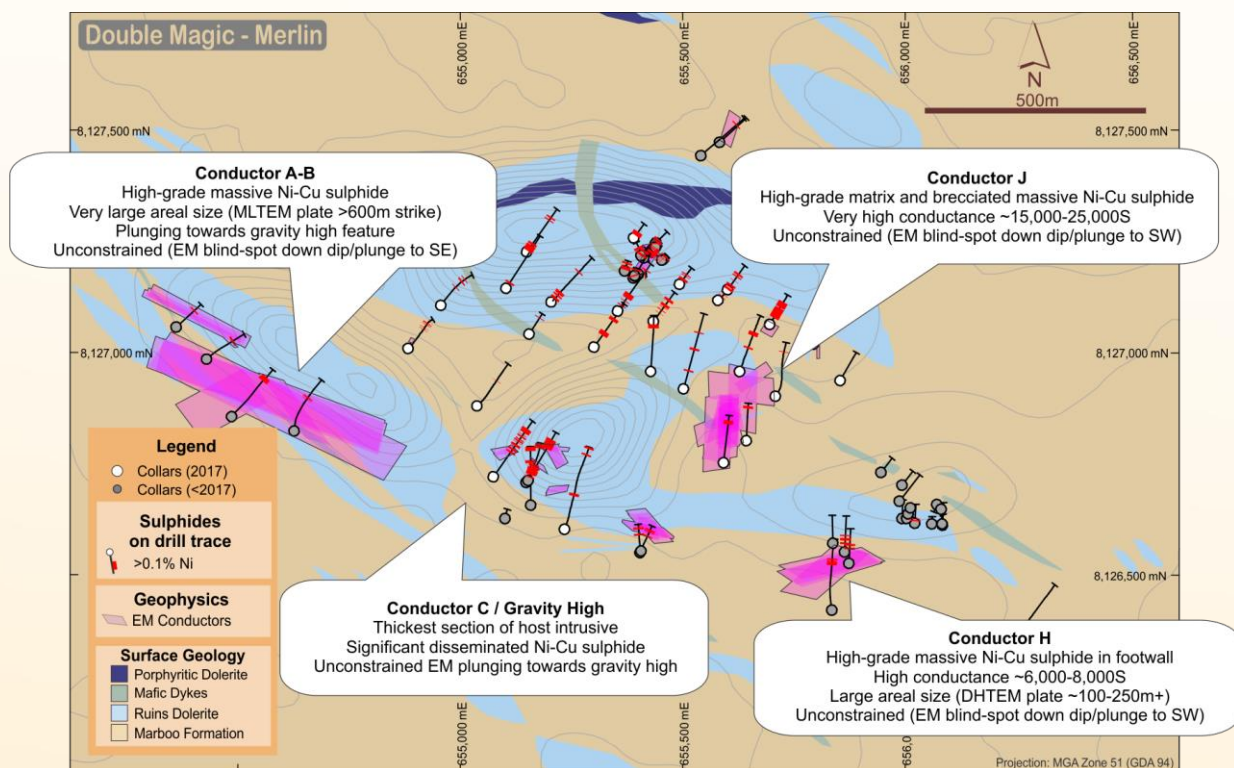 Double Magic - Merlin
655,000 mE
655,500 mE
656,000 mE
656,500 mE
N
500m
8,127,500 mN
8,127,500 mN
Conductor A-B
High-grade massive Ni-Cu sulphide
Very large areal size (MLTEM plate >600m strike)
Plunging towards gravity high feature
Unconstrained (EM blind-spot down dip/plunge to SE)
Conductor J
High-grade matrix and brecciated massive Ni-Cu sulphide
Very high conductance ~15,000-25,000S
Unconstrained (EM blind-spot down dip/plunge to SW)
8,127,000 mN
8,127,000 mN
Legend
Collars (2017)
Collars (<2017)
Sulphides
on drill trace
>0.1% Ni
Geophysics
EM Conductors
Surface Geology
Porphyritic Dolerite
Mafic Dykes
Ruins Dolerite
Marboo Formation
8,126,500 mN
Conductor C / Gravity High
Thickest section of host intrusive
Significant disseminated Ni-Cu sulphide
Unconstrained EM plunging towards gravity high
Conductor H
High-grade massive Ni-Cu sulphide in footwall
High conductance ~6,000-8,000S
Large areal size (DHTEM plate ~100-250m+)
Unconstrained (EM blind-spot down dip/plunge to SW)
655,000 mE
655,500 mE
Projection: MGA Zone 51 (GDA 94)